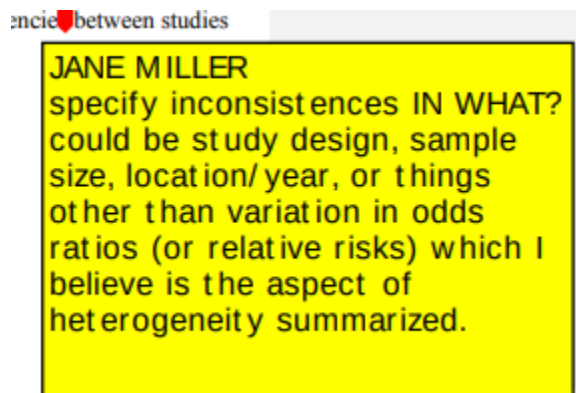 encie between studies
JANE MILLER
specify inconsistences IN WHAT?
could be study design, sample
size, location/year, or things
other than variation in odds
ratios (or relative risks) which I
believe is the aspect of
heterogeneity summarized.